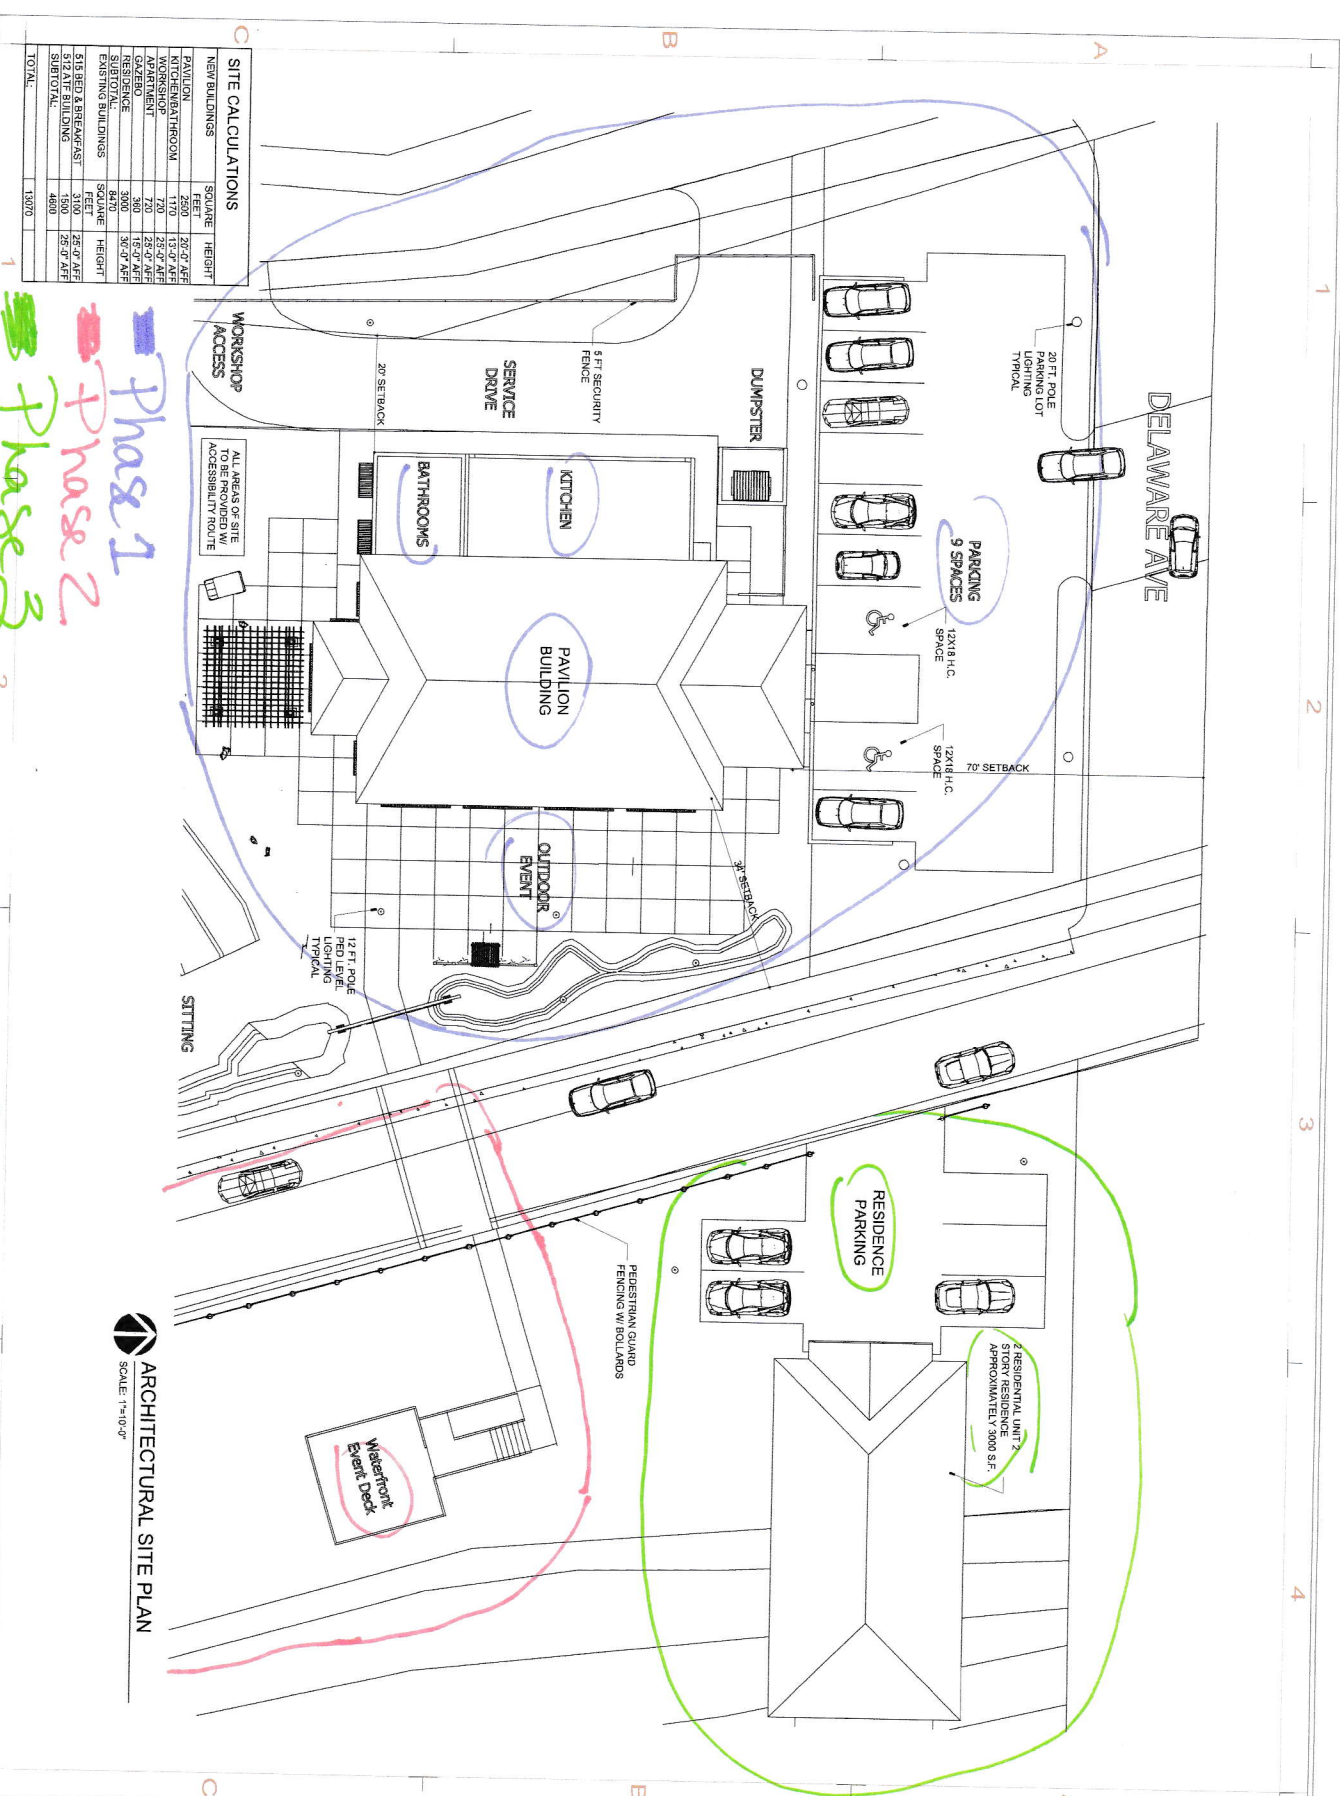 C
B
A
SITE CALCULATIONS
NEW BUILDINGS SQUARE FEET HEIGHT
PAVILION 2500 20'-0" AFF
KITCHEN/BATHROOM 1170 13'-0" AFF
WORKSHOP 720 25'-0" AFF
APARTMENT 720 25'-0" AFF
GAZEBO 360 15'-0" AFF
RESIDENCE 3000 30'-0" AFF
SUBTOTAL: 8470
EXISTING BUILDINGS SQUARE FEET HEIGHT
515 BED & BREAKFAST 3100 25'-0" AFF
512 ATF BUILDING 1500 25'-0" AFF
SUBTOTAL: 4600
TOTAL: 13070
1
1
Phase 1
Phase 2
Phase 3
DELAWARE AVE
20 FT. POLE
PARKING LOT
LIGHTING
TYPICAL
PARKING
9 SPACES
12X18 H.C.
SPACE
12X18 H.C.
SPACE
70' SETBACK
DUMPSTER
5 FT SECURITY
FENCE
SERVICE
DRIVE
20' SETBACK
WORKSHOP
ACCESS
ALL AREAS OF SITE
TO BE PROVIDED W/
ACCESSIBILITY ROUTE
BATHROOMS
KITCHEN
PAVILION
BUILDING
OUTDOOR
EVENT
34' SETBACK
12 FT. POLE
PED LEVEL
LIGHTING
TYPICAL
SITTING
2
2
3
RESIDENCE
PARKING
PEDESTRIAN GUARD
FENCING W/ BOLLARDS
2 RESIDENTIAL UNIT 2
STORY RESIDENCE
APPROXIMATELY 3000 S.F.
Waterfront
Event Deck
4
ARCHITECTURAL SITE PLAN
SCALE: 1"=10'-0"
C
B